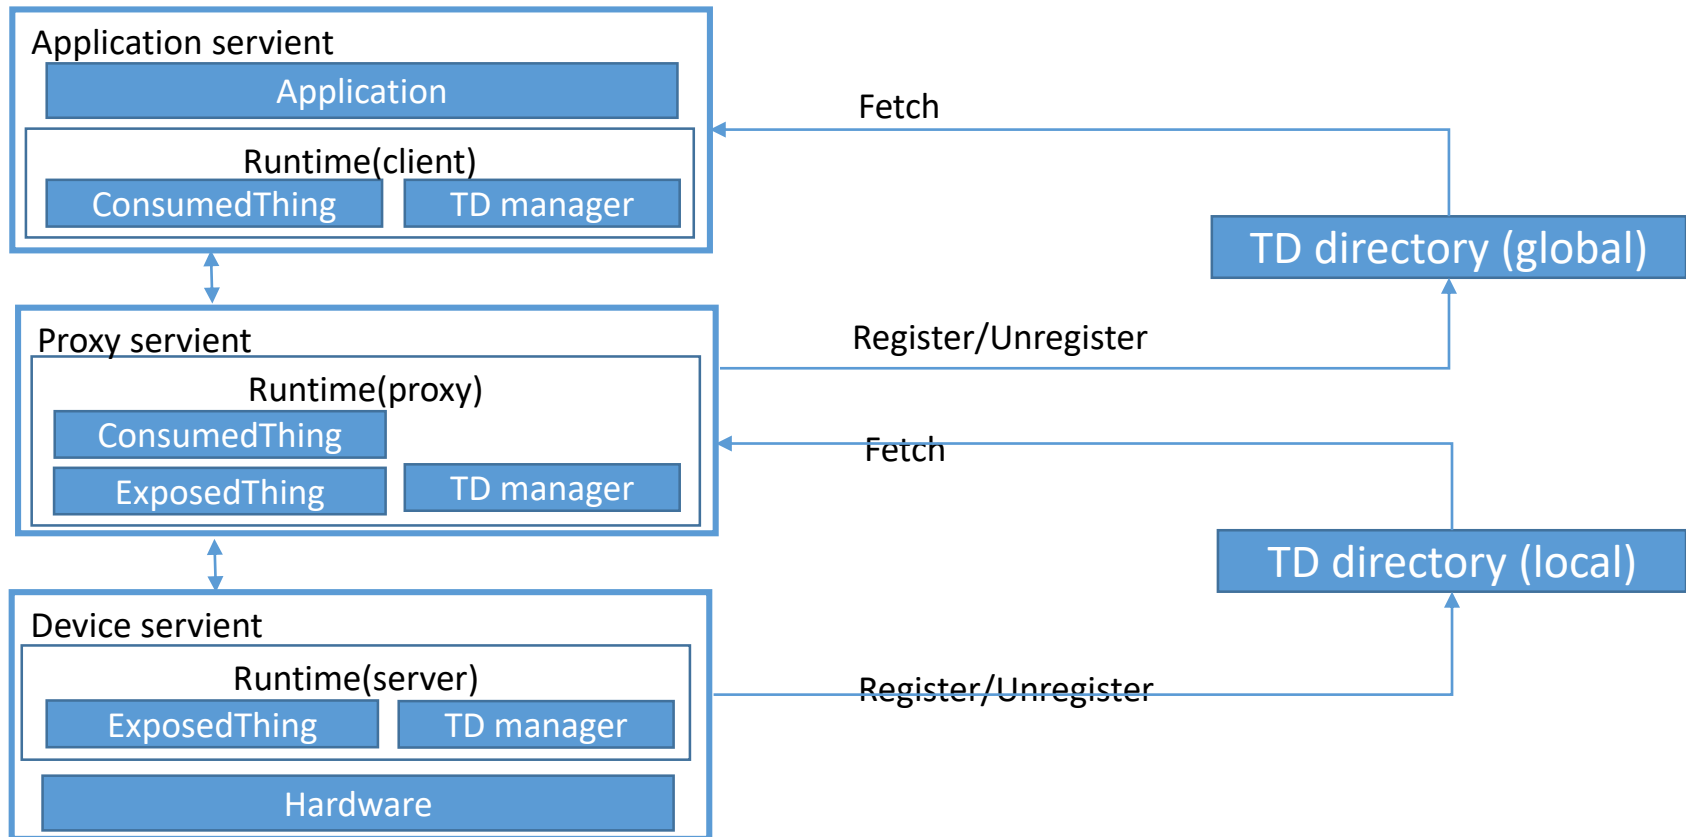 Application servient
Application
Runtime(client)
ConsumedThing
TD manager
Fetch
TD directory (global)
Proxy servient
Register/Unregister
Runtime(proxy)
ConsumedThing
ExposedThing
TD manager
Fetch
TD directory (local)
Device servient
Runtime(server)
Register/Unregister
ExposedThing
TD manager
Hardware